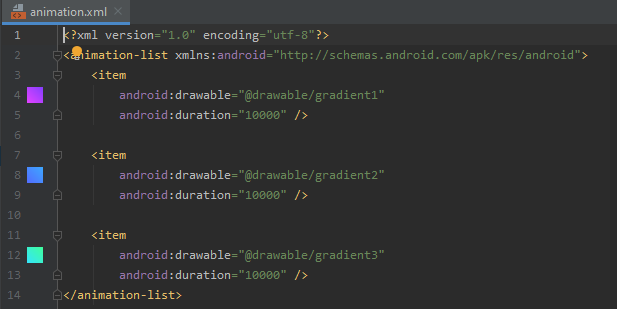 animation.xml
1 <?xml version="1.0" encoding="utf-8"?>
2 <animation-list xmlns:android="http://schemas.android.com/apk/res/android">
3     <item
4         android:drawable="@drawable/gradient1"
5         android:duration="10000" />
6
7     <item
8         android:drawable="@drawable/gradient2"
9         android:duration="10000" />
10
11     <item
12         android:drawable="@drawable/gradient3"
13         android:duration="10000" />
14 </animation-list>